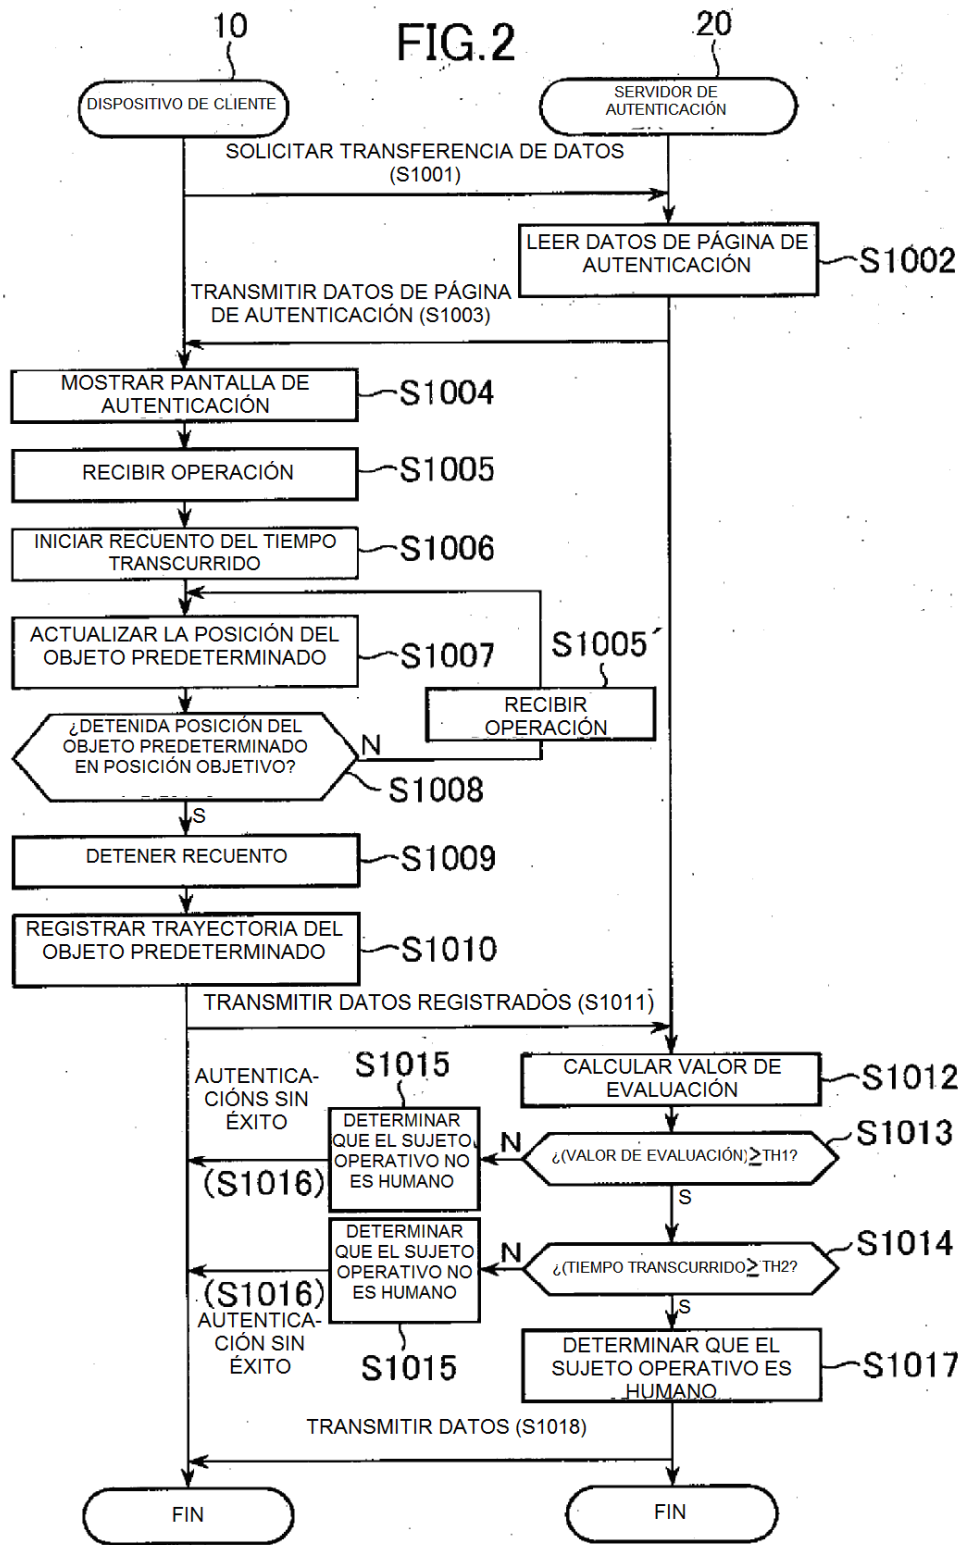 FIG.2
10
20
DISPOSITIVO DE CLIENTE
SERVIDOR DE
AUTENTICACIÓN
SOLICITAR TRANSFERENCIA DE DATOS
(S1001)
LEER DATOS DE PÁGINA DE
AUTENTICACIÓN
S1002
TRANSMITIR DATOS DE PÁGINA
DE AUTENTICACIÓN (S1003)
MOSTRAR PANTALLA DE
AUTENTICACIÓN
S1004
RECIBIR OPERACIÓN
S1005
INICIAR RECUENTO DEL TIEMPO
TRANSCURRIDO
S1006
ACTUALIZAR LA POSICIÓN DEL
OBJETO PREDETERMINADO
S1007
S1005´
RECIBIR
OPERACIÓN
¿DETENIDA POSICIÓN DEL
OBJETO PREDETERMINADO
EN POSICIÓN OBJETIVO?
N
S1008
S
DETENER RECUENTO
S1009
REGISTRAR TRAYECTORIA DEL
OBJETO PREDETERMINADO
S1010
TRANSMITIR DATOS REGISTRADOS (S1011)
CALCULAR VALOR DE
EVALUACIÓN
S1012
S1015
AUTENTICA-
CIÓNS SIN
ÉXITO
DETERMINAR
QUE EL SUJETO
OPERATIVO NO
ES HUMANO
N
¿(VALOR DE EVALUACIÓN)≥TH1?
S1013
(S1016)
S
DETERMINAR
QUE EL SUJETO
OPERATIVO NO
ES HUMANO
N
¿(TIEMPO TRANSCURRIDO≥TH2?
S1014
(S1016)
AUTENTICA-
CIÓN SIN
ÉXITO
S1015
S
DETERMINAR QUE EL
SUJETO OPERATIVO ES
HUMANO
S1017
TRANSMITIR DATOS (S1018)
FIN
FIN